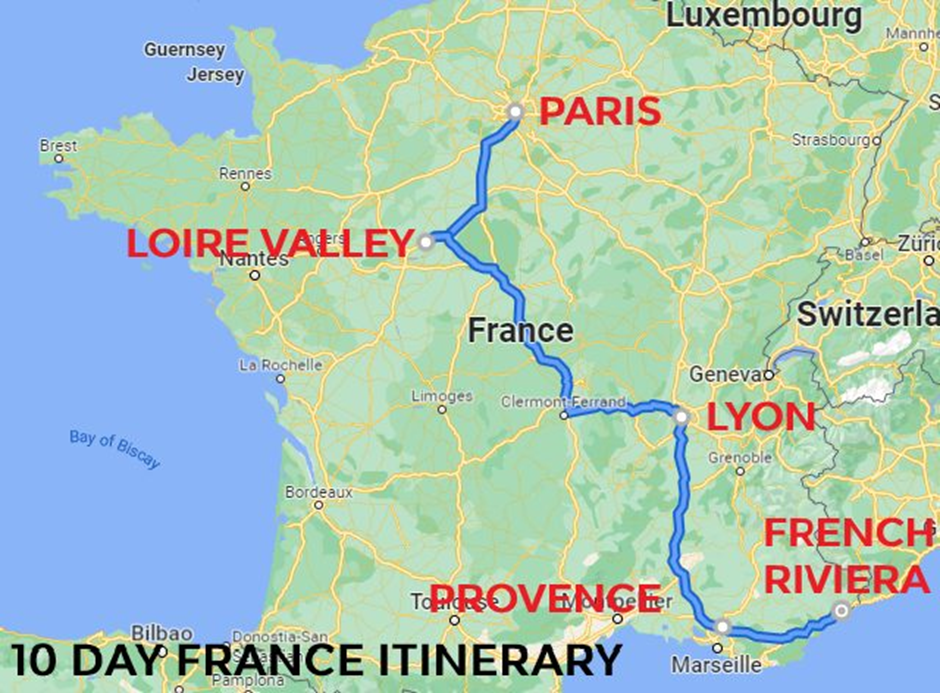 Luxembourg
Guernsey
Mannhe
Jersey
PARIS
S
Brest
Strasbourg
Rennes
LOIRE VALLEY
Angers
Nantes
Basel
Züri
France
Switzerla
La Rochelle
Geneva
Limoges
Clermont-Ferrand
LYON
Bay of Biscay
Grenoble
Bordeaux
FRENCH
RIVIERA
PROVENCE
Toulouse
Montpellier
Bilbao
Donostia-San
10 DAY FRANCE ITINERARY
Marseille
Pamplona